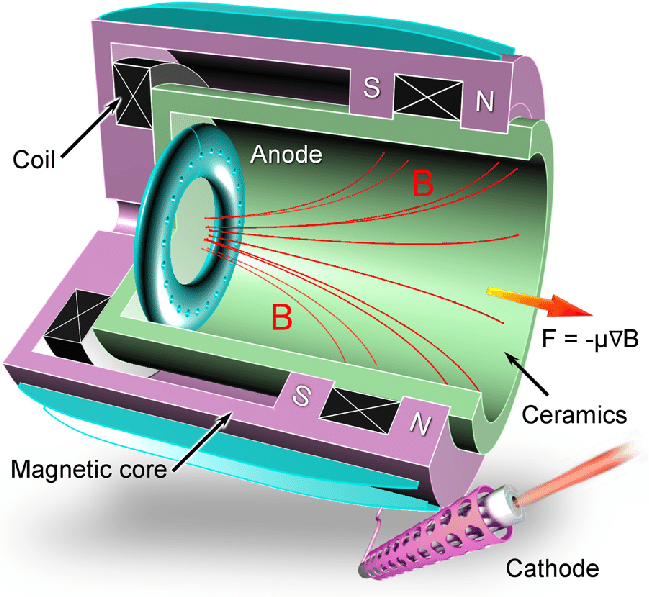 S
N
Coil
Anode
B
B
F = -µ∇B
S
N
Ceramics
Magnetic core
Cathode